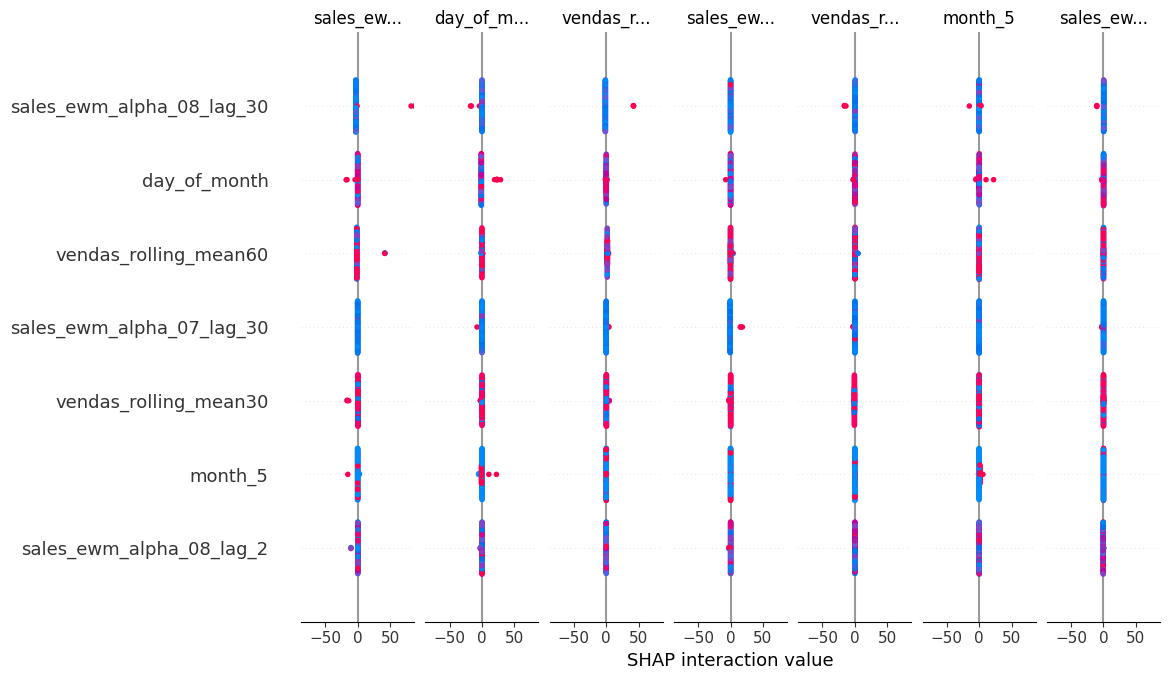 sales_ew... day_of_m... vendas_r... sales_ew... vendas_r... month_5 sales_ew...
sales_ewm_alpha_08_lag_30
day_of_month
vendas_rolling_mean60
sales_ewm_alpha_07_lag_30
vendas_rolling_mean30
month_5
sales_ewm_alpha_08_lag_2
−50 0 50 −50 0 50 −50 0 50 −50 0 50 −50 0 50 −50 0 50 −50 0 50
SHAP interaction value